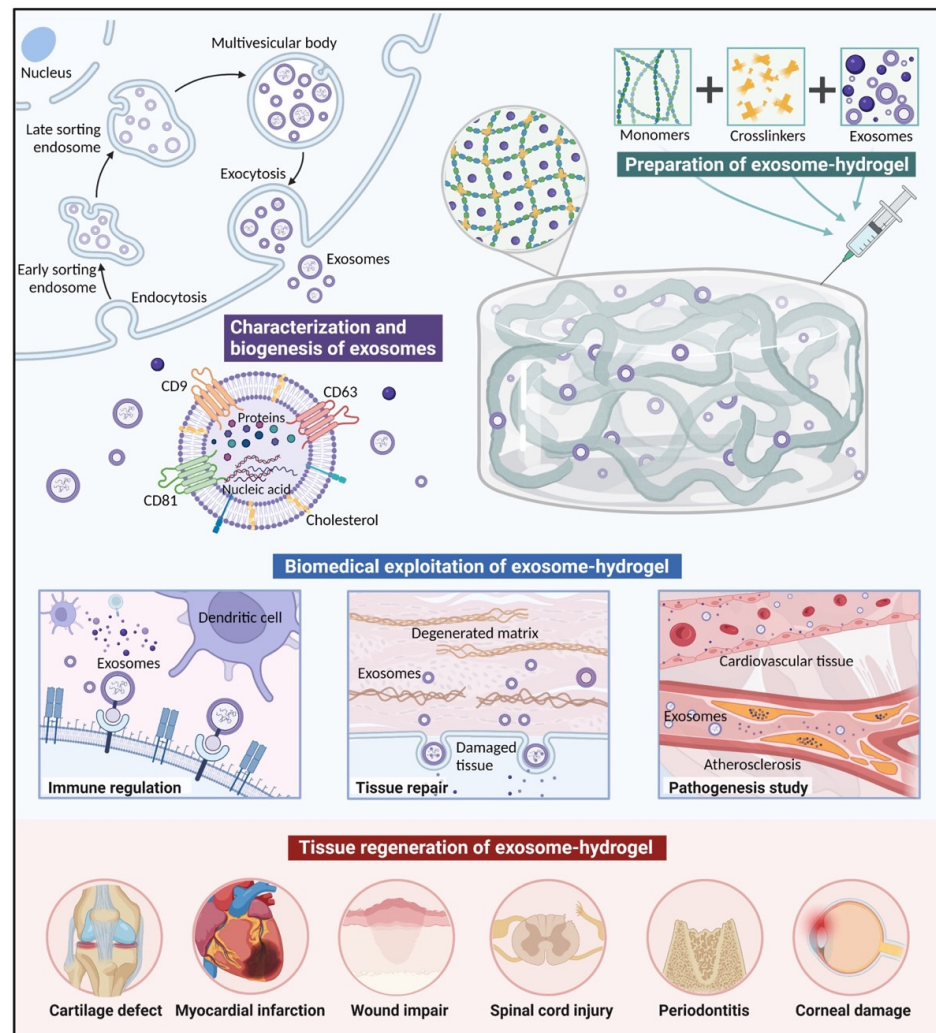 Nucleus
Multivesicular body
Late sorting
endosome
Exocytosis
Exosomes
Early sorting
endosome
Endocytosis
Characterization and
biogenesis of exosomes
CD9
CD63
Proteins
Nucleic acid
CD81
Cholesterol
Monomers
Crosslinkers
Exosomes
Preparation of exosome-hydrogel
Biomedical exploitation of exosome-hydrogel
Dendritic cell
Exosomes
Immune regulation
Degenerated matrix
Exosomes
Damaged
tissue
Tissue repair
Cardiovascular tissue
Exosomes
Atherosclerosis
Pathogenesis study
Tissue regeneration of exosome-hydrogel
Cartilage defect
Myocardial infarction
Wound impair
Spinal cord injury
Periodontitis
Corneal damage